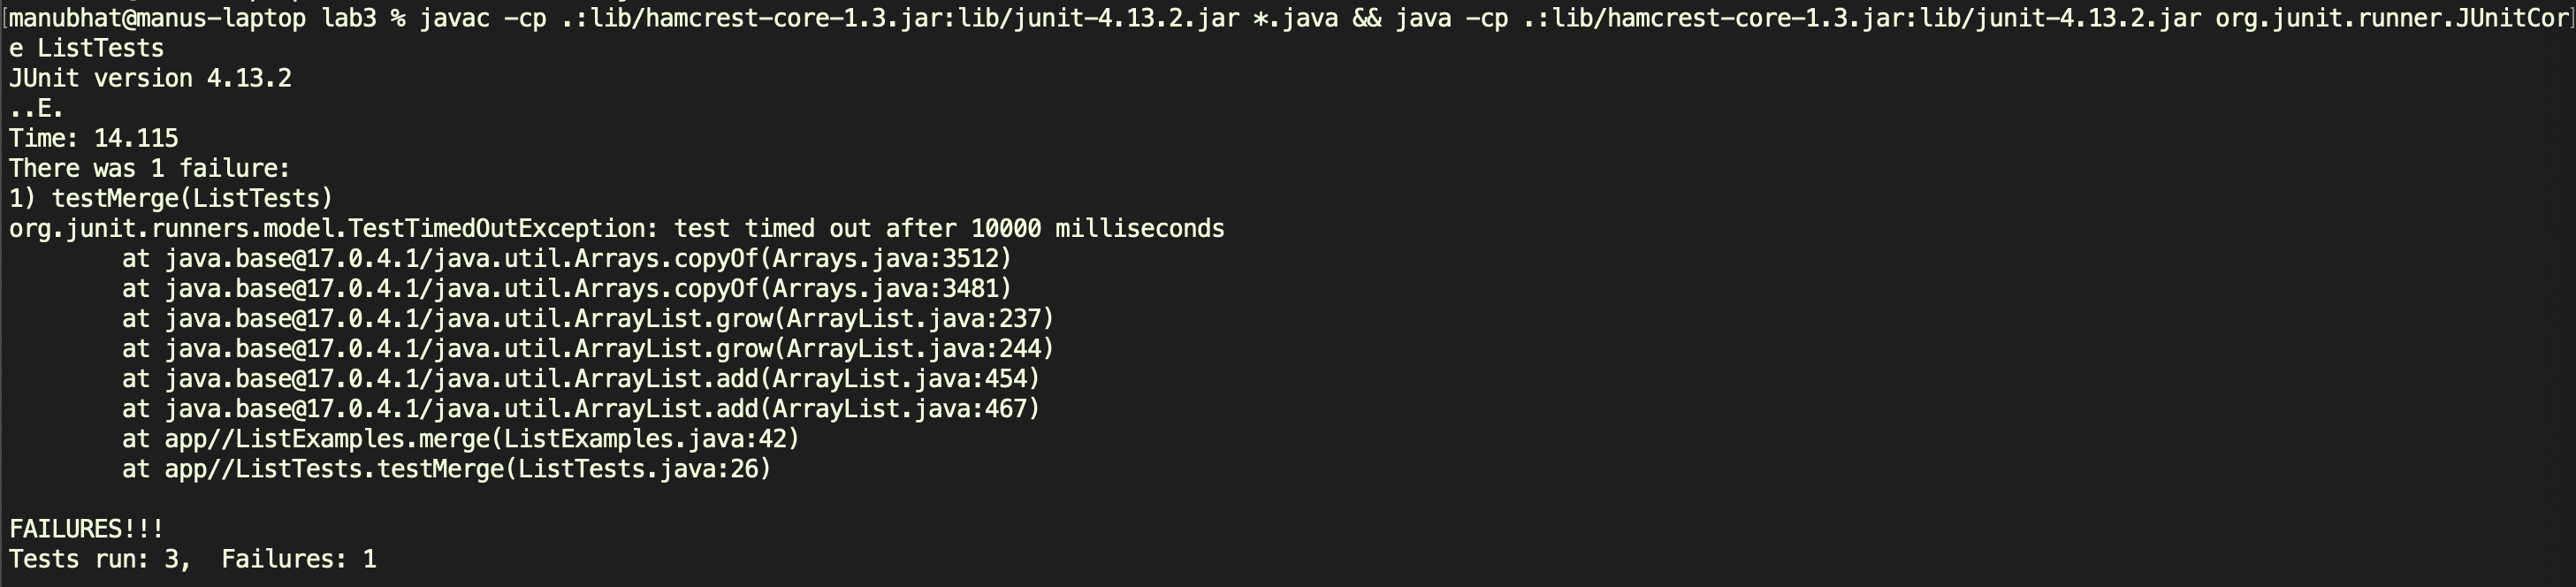 [manubhat@manus-laptop lab3 % javac -cp .:lib/hamcrest-core-1.3.jar:lib/junit-4.13.2.jar *.java && java -cp .:lib/hamcrest-core-1.3.jar:lib/junit-4.13.2.jar org.junit.runner.JUnitCor]
e ListTests
JUnit version 4.13.2
..E.
Time: 14.115
There was 1 failure:
1) testMerge(ListTests)
org.junit.runners.model.TestTimedOutException: test timed out after 10000 milliseconds
        at java.base@17.0.4.1/java.util.Arrays.copyOf(Arrays.java:3512)
        at java.base@17.0.4.1/java.util.Arrays.copyOf(Arrays.java:3481)
        at java.base@17.0.4.1/java.util.ArrayList.grow(ArrayList.java:237)
        at java.base@17.0.4.1/java.util.ArrayList.grow(ArrayList.java:244)
        at java.base@17.0.4.1/java.util.ArrayList.add(ArrayList.java:454)
        at java.base@17.0.4.1/java.util.ArrayList.add(ArrayList.java:467)
        at app//ListExamples.merge(ListExamples.java:42)
        at app//ListTests.testMerge(ListTests.java:26)

FAILURES!!!
Tests run: 3,  Failures: 1